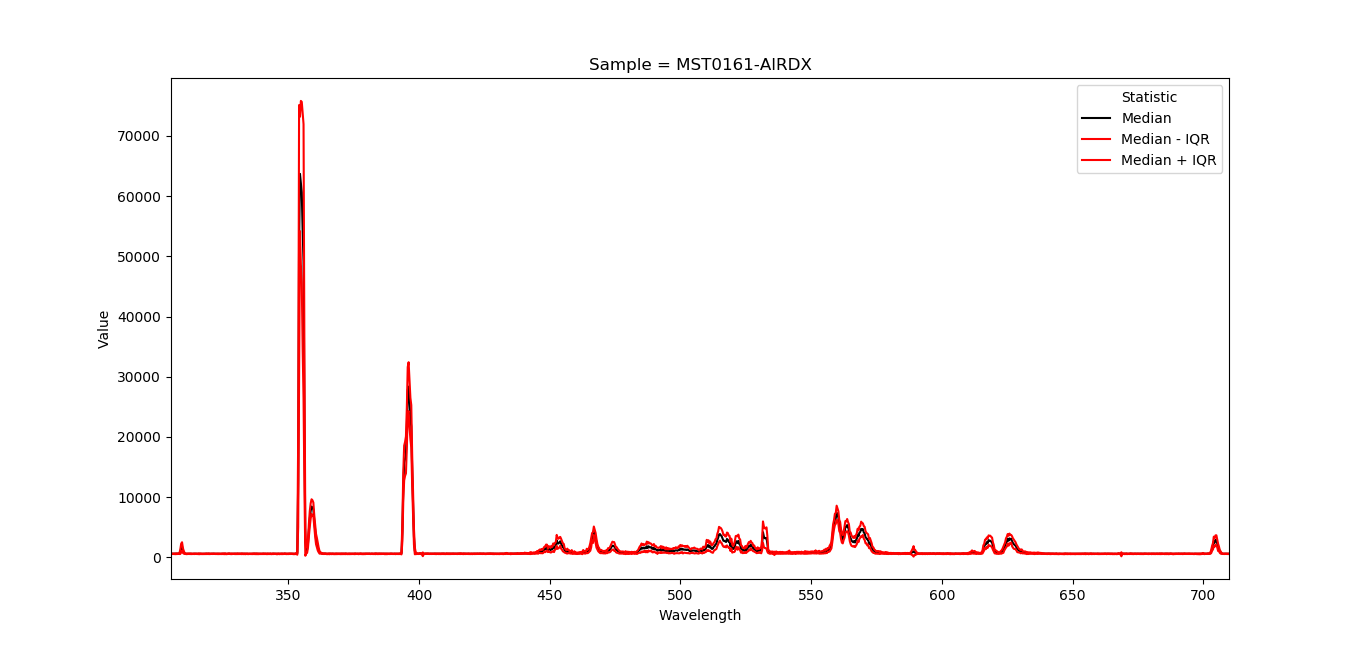 Sample = MST0161-AlRDX
Statistic
Median
Median - IQR
Median + IQR
Value
70000
60000
50000
40000
30000
20000
10000
0
350
400
450
500
550
600
650
700
Wavelength